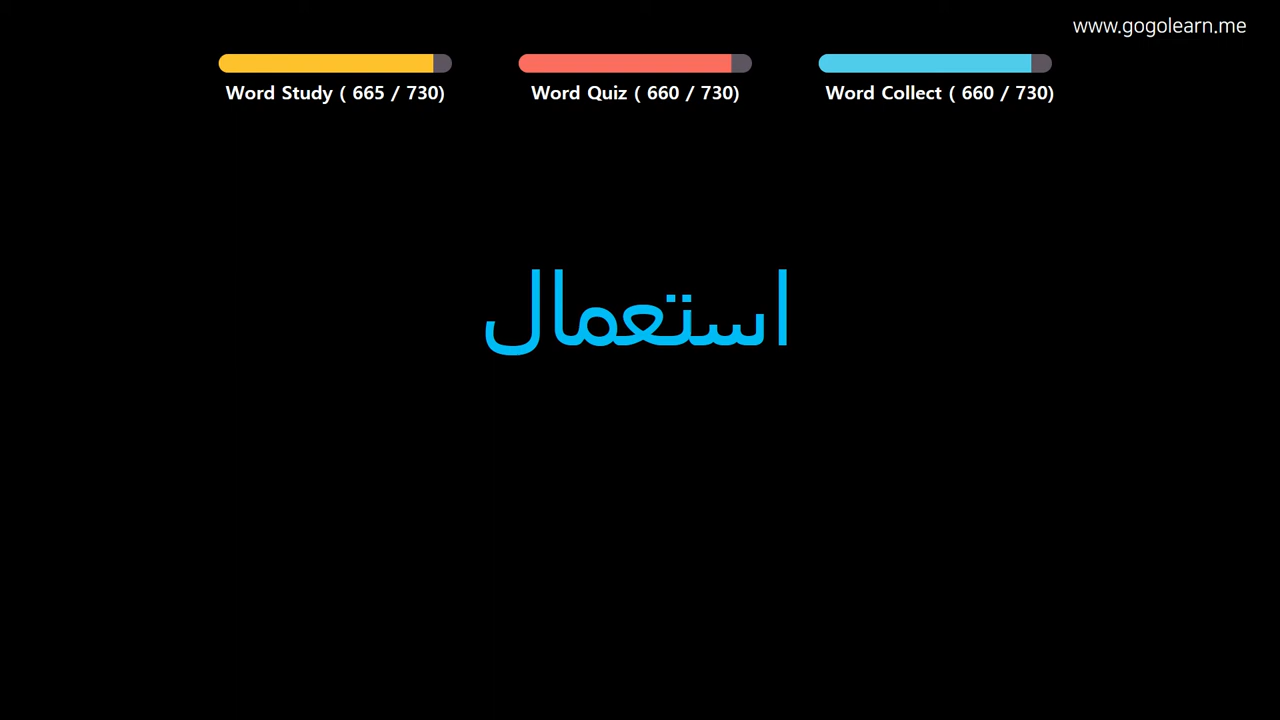 www.gogolearn.me
Word Study ( 665 / 730)
Word Quiz ( 660 / 730)
Word Collect ( 660 / 730)
استعمال